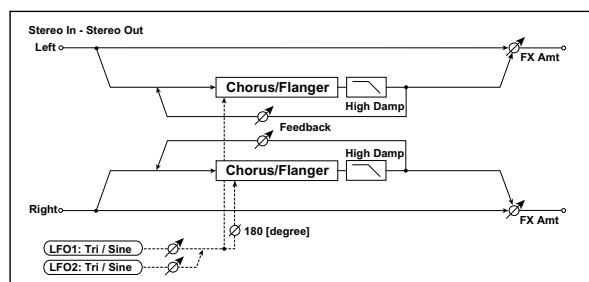 Stereo In - Stereo Out
Left
FX Amt
Chorus/Flanger
High Damp
Feedback
High Damp
Chorus/Flanger
Right
FX Amt
180 [degree]
LFO1: Tri / Sine
LFO2: Tri / Sine